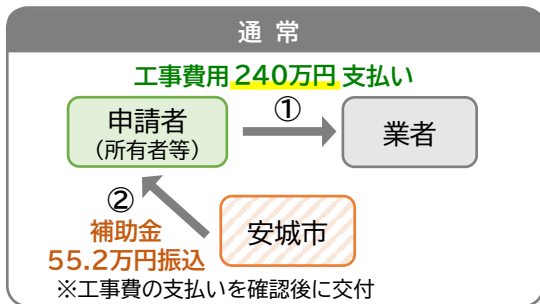 通 常
工事費用240万円支払い
①
申請者
（所有者等）
業者
②
補助金
55.2万円振込
安城市
※工事費の支払いを確認後に交付